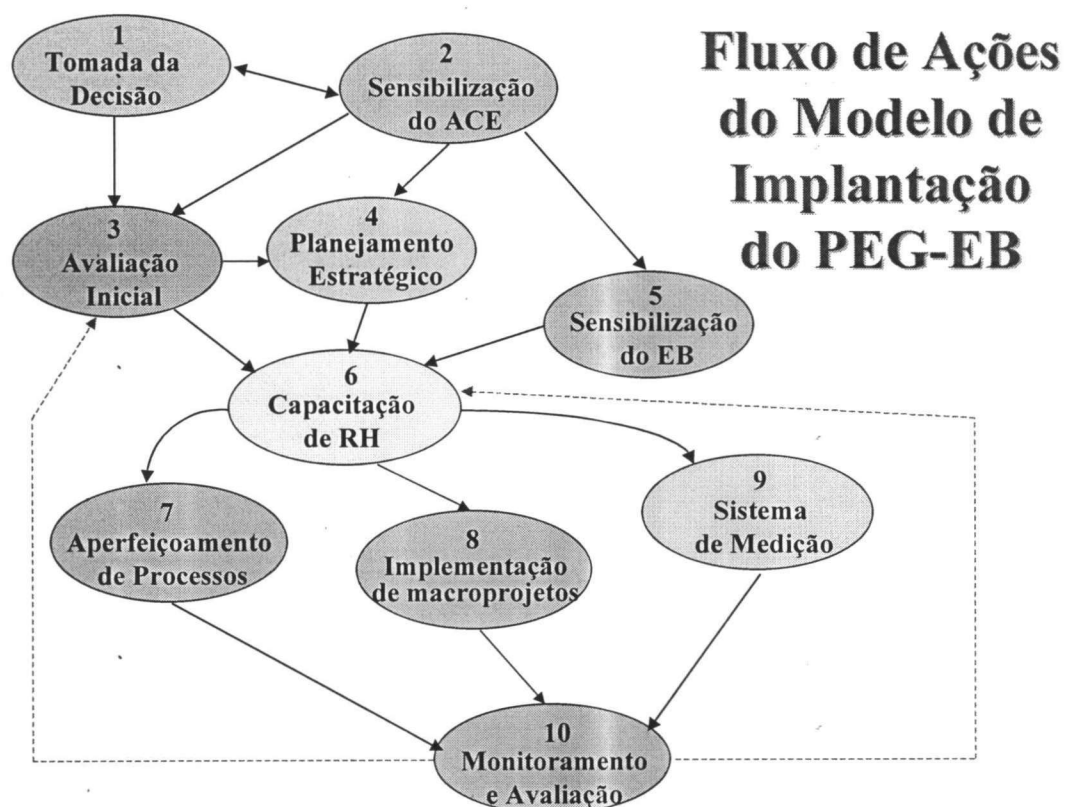 Fluxo de Ações
do Modelo de
Implantação
do PEG-EB
1
Tomada da
Decisão
2
Sensibilização
do ACE
3
Avaliação
Inicial
4
Planejamento
Estratégico
5
Sensibilização
do EB
6
Capacitação
de RH
7
Aperfeiçoamento
de Processos
8
Implementação
de macroprojetos
9
Sistema
de Medição
10
Monitoramento
e Avaliação